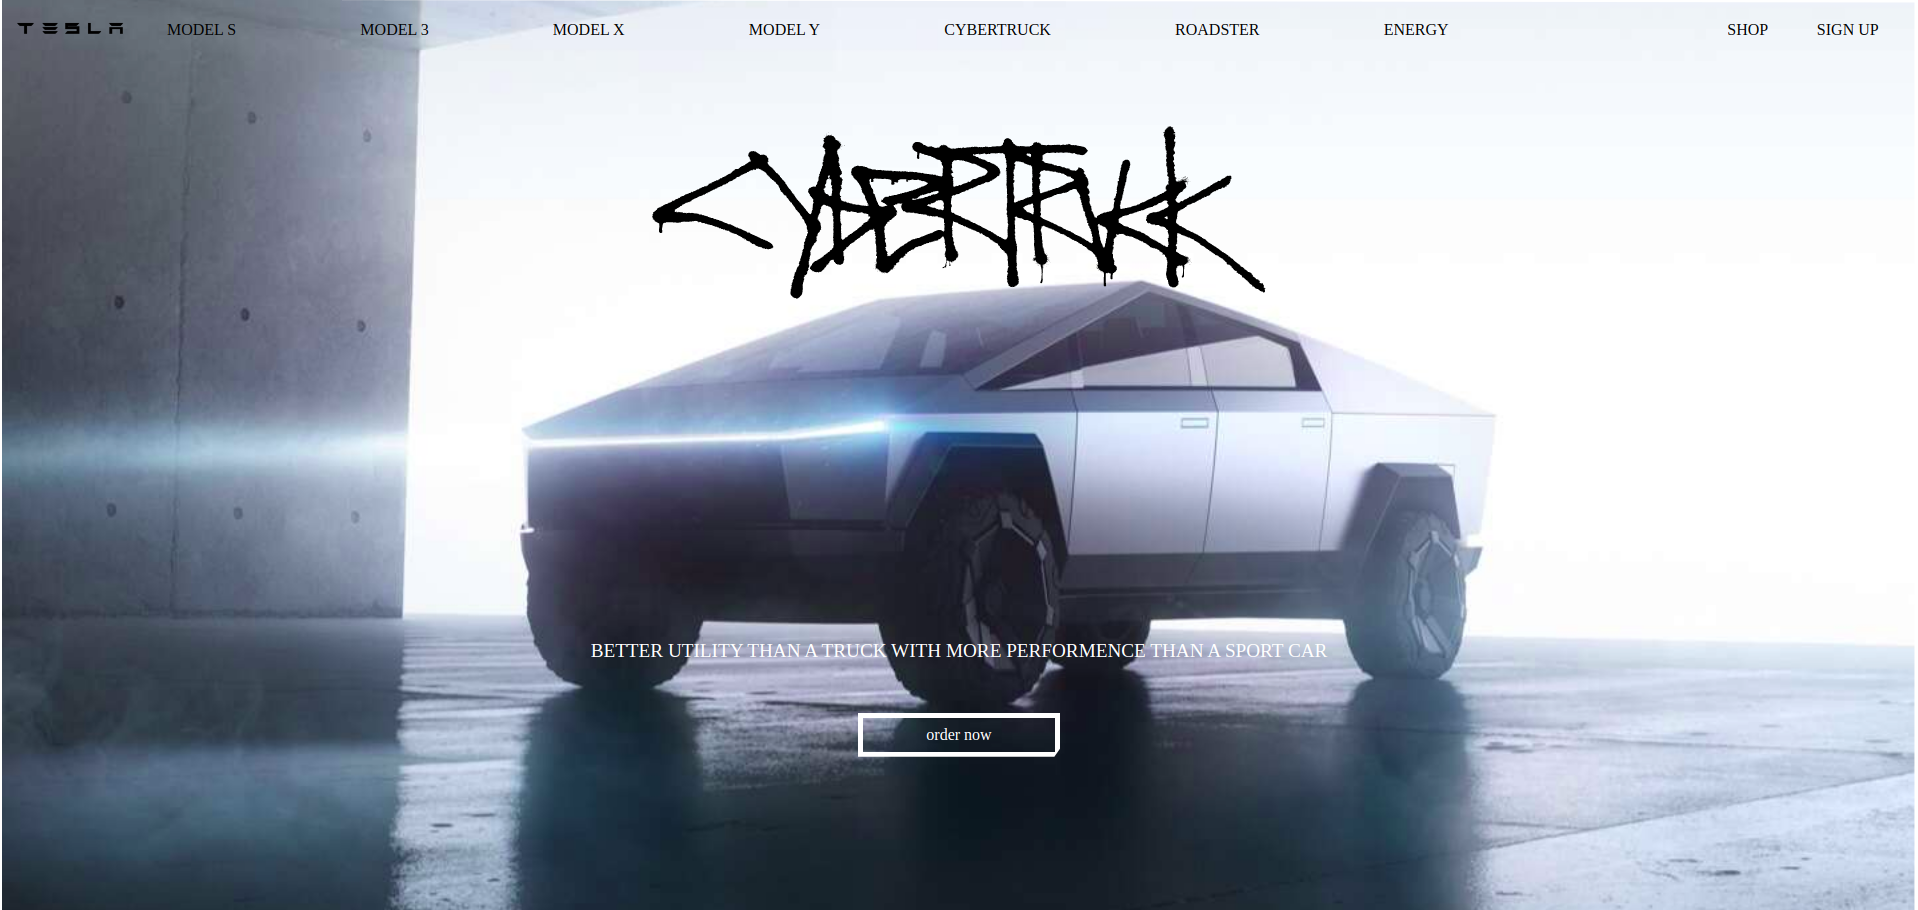 TESLA MODEL S MODEL 3 MODEL X MODEL Y CYBERTRUCK ROADSTER ENERGY SHOP SIGN UP
CYBERTRUCK
BETTER UTILITY THAN A TRUCK WITH MORE PERFORMENCE THAN A SPORT CAR
order now